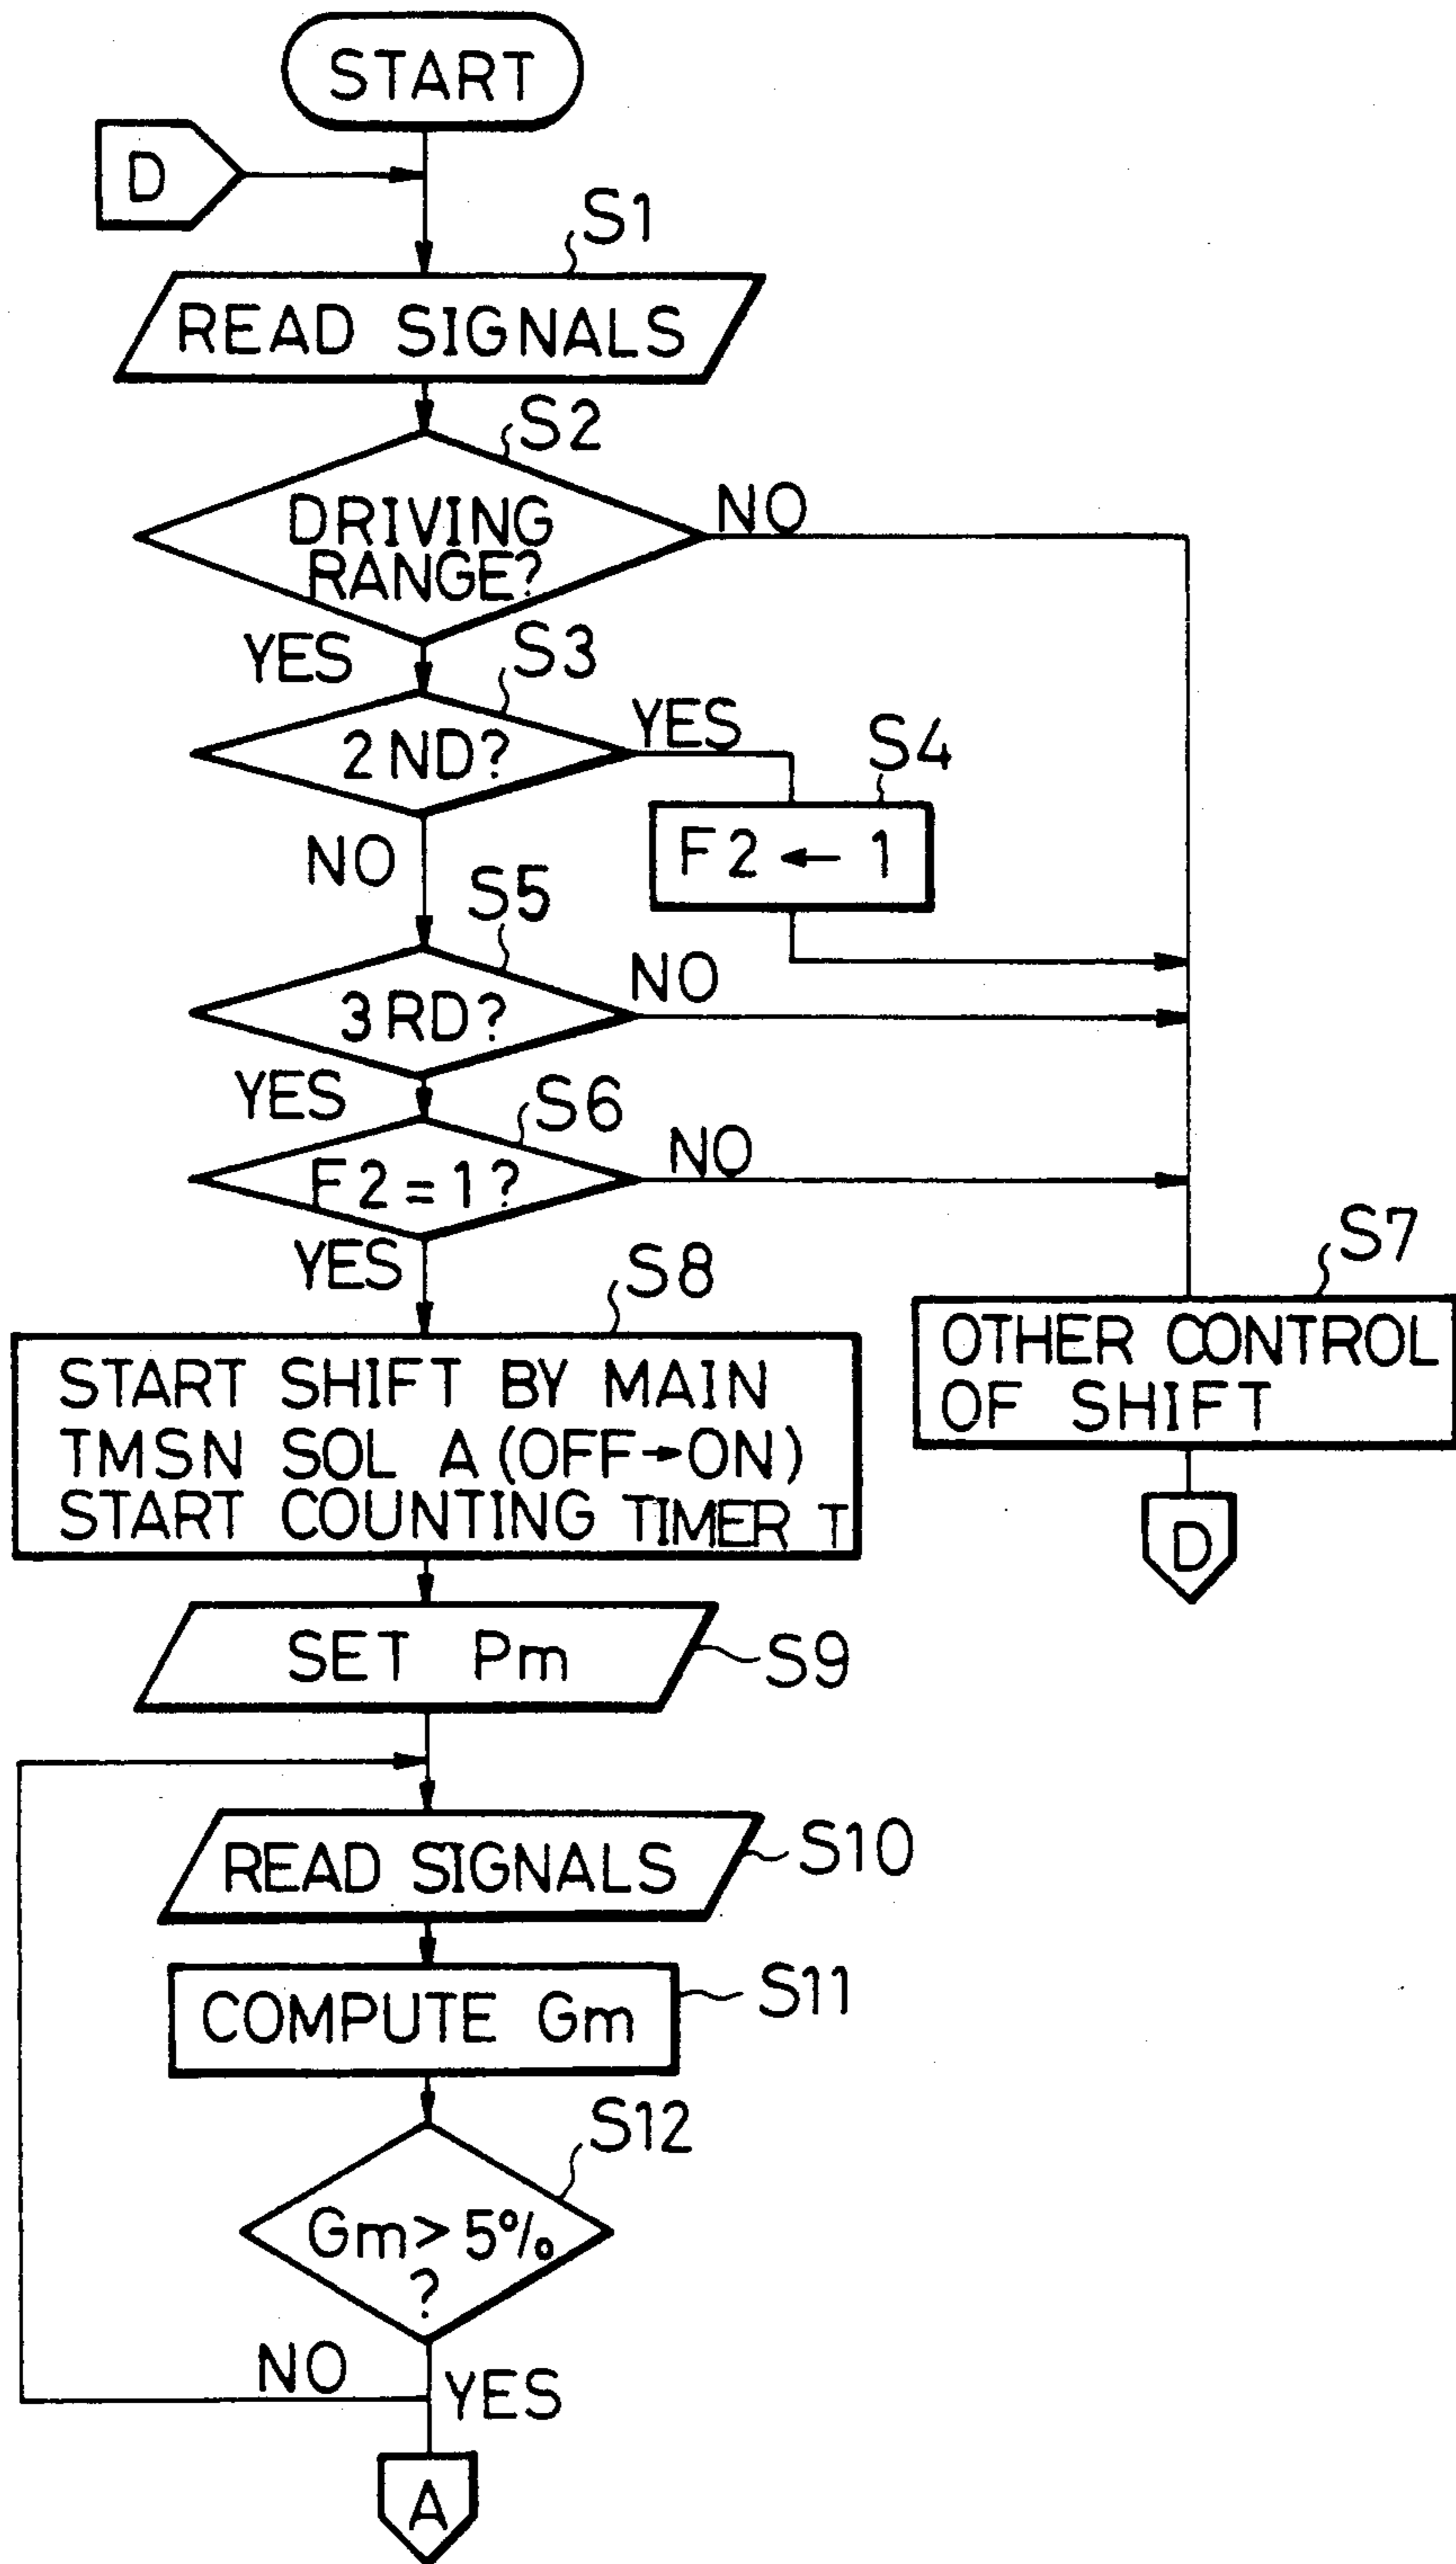 START
D
S1
READ SIGNALS
S2
DRIVING
RANGE?
NO
YES
S3
2ND?
YES
S4
F2 ← 1
NO
S5
3RD?
NO
YES
S6
F2=1?
NO
YES
S7
OTHER CONTROL
OF SHIFT
D
S8
START SHIFT BY MAIN
TMSN SOL A (OFF→ON)
START COUNTING TIMER T
SET Pm
S9
READ SIGNALS
S10
COMPUTE Gm
S11
S12
Gm > 5%
?
NO
YES
A